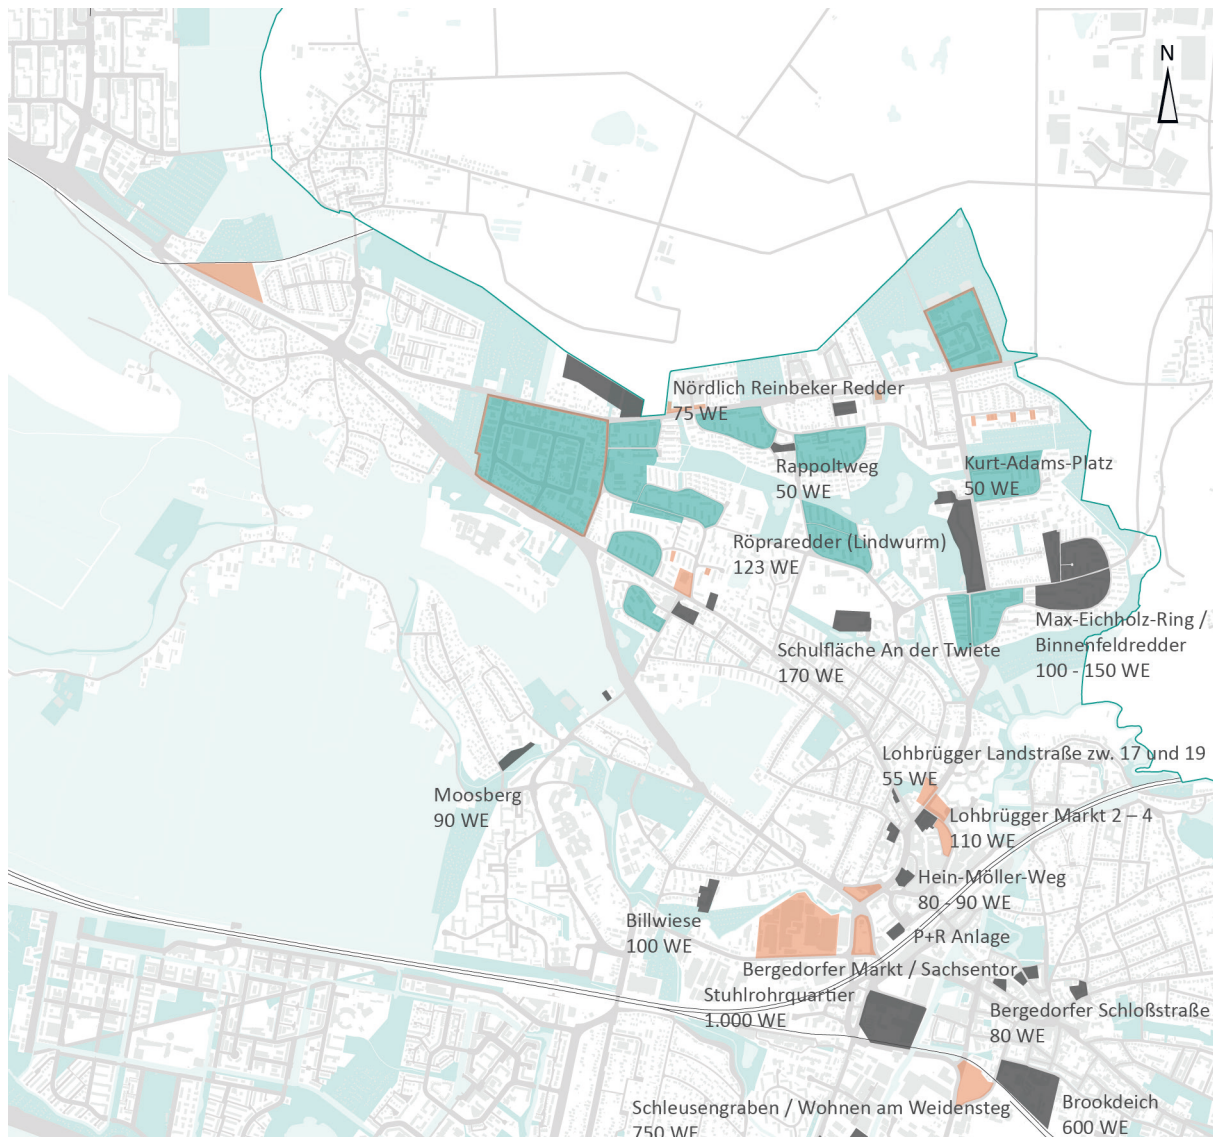 N
Nördlich Reinbeker Redder
75 WE
Rappoltweg
50 WE
Kurt-Adams-Platz
50 WE
Röpraredder (Lindwurm)
123 WE
Max-Eichholz-Ring /
Binnenfeldredder
100 - 150 WE
Schulfläche An der Twiete
170 WE
Lohbrügger Landstraße zw. 17 und 19
55 WE
Moosberg
90 WE
Lohbrügger Markt 2 – 4
110 WE
Hein-Möller-Weg
80 - 90 WE
Billwiese
100 WE
P+R Anlage
Bergedorfer Markt / Sachsentor
Stuhlrohrquartier
1.000 WE
Bergedorfer Schloßstraße
80 WE
Schleusengraben / Wohnen am Weidensteg
750 WE
Brookdeich
600 WE